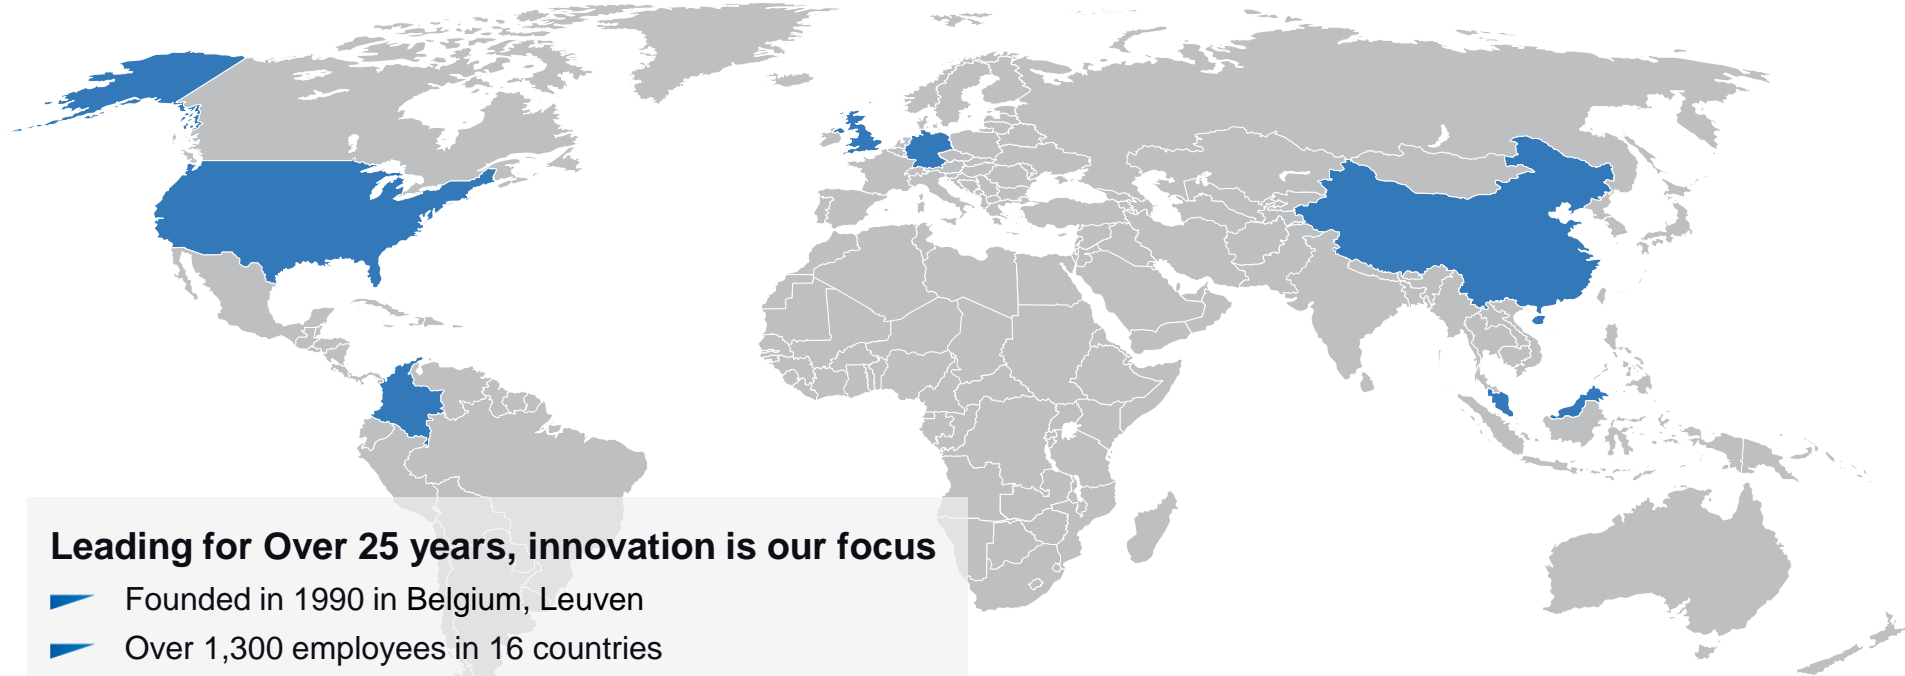 Leading for Over 25 years, innovation is our focus
Founded in 1990 in Belgium, Leuven
Over 1,300 employees in 16 countries